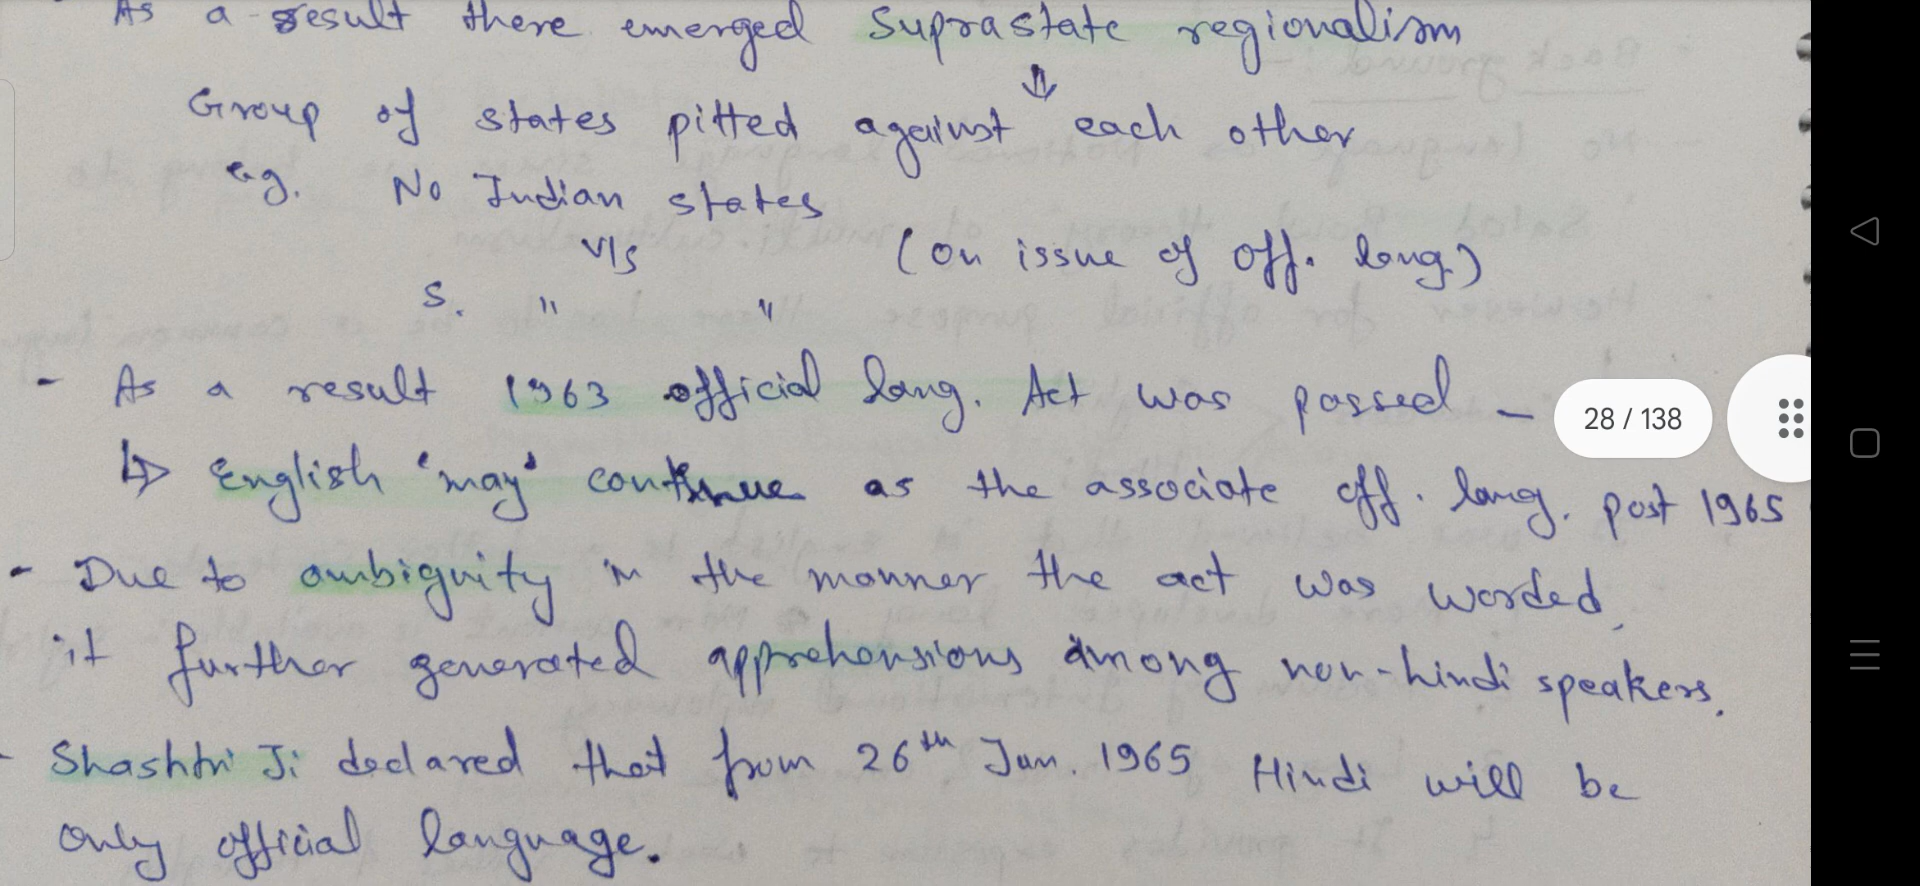 As a result there emerged Suprastate regionalism
⇓
Group of states pitted against each other
e.g. No Indian states
v/s (on issue of off. lang.)
S. " "
- As a result 1963 official lang. Act was passed –
↳ English 'may' continue as the associate off. lang. post 1965
- Due to ambiguity in the manner the act was worded,
it further generated apprehensions among non-hindi speakers.
- Shashtri Ji declared that from 26th Jan. 1965 Hindi will be
only official language.
28 / 138